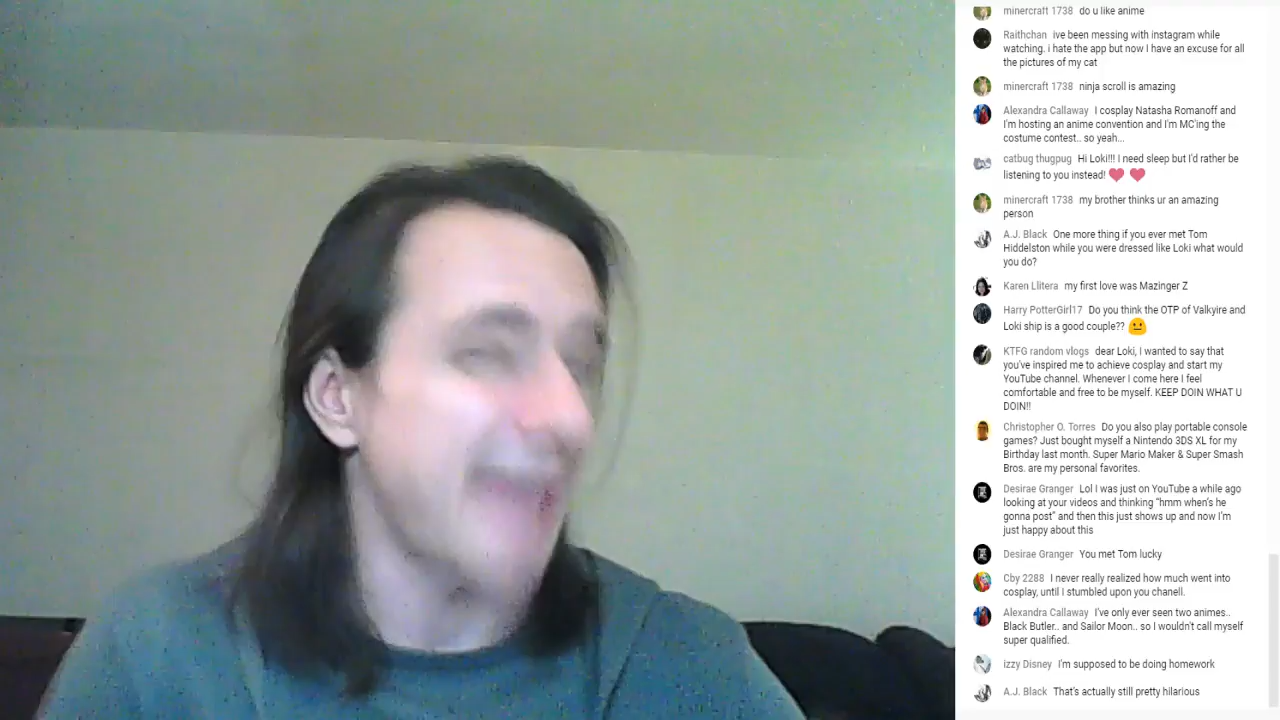 minercraft 1738 do u like anime
Raithchan ive been messing with instagram while
watching. i hate the app but now I have an excuse for all
the pictures of my cat
minercraft 1738 ninja scroll is amazing
Alexandra Callaway I cosplay Natasha Romanoff and
I'm hosting an anime convention and I'm MC'ing the
costume contest.. so yeah...
catbug thugpug Hi Loki!!! I need sleep but I'd rather be
listening to you instead!
minercraft 1738 my brother thinks ur an amazing
person
A.J. Black One more thing if you ever met Tom
Hiddelston while you were dressed like Loki what would
you do?
Karen Llitera my first love was Mazinger Z
Harry PotterGirl17 Do you think the OTP of Valkyire and
Loki ship is a good couple??
KTFG random vlogs dear Loki, I wanted to say that
you've inspired me to achieve cosplay and start my
YouTube channel. Whenever I come here I feel
comfortable and free to be myself. KEEP DOIN WHAT U
DOIN!!
Christopher O. Torres Do you also play portable console
games? Just bought myself a Nintendo 3DS XL for my
Birthday last month. Super Mario Maker & Super Smash
Bros. are my personal favorites.
Desirae Granger Lol I was just on YouTube a while ago
looking at your videos and thinking "hmm when's he
gonna post" and then this just shows up and now I'm
just happy about this
Desirae Granger You met Tom lucky
Cby 2288 I never really realized how much went into
cosplay, until I stumbled upon you chanell.
Alexandra Callaway I've only ever seen two animes..
Black Butler.. and Sailor Moon.. so I wouldn't call myself
super qualified.
izzy Disney I'm supposed to be doing homework
A.J. Black That's actually still pretty hilarious